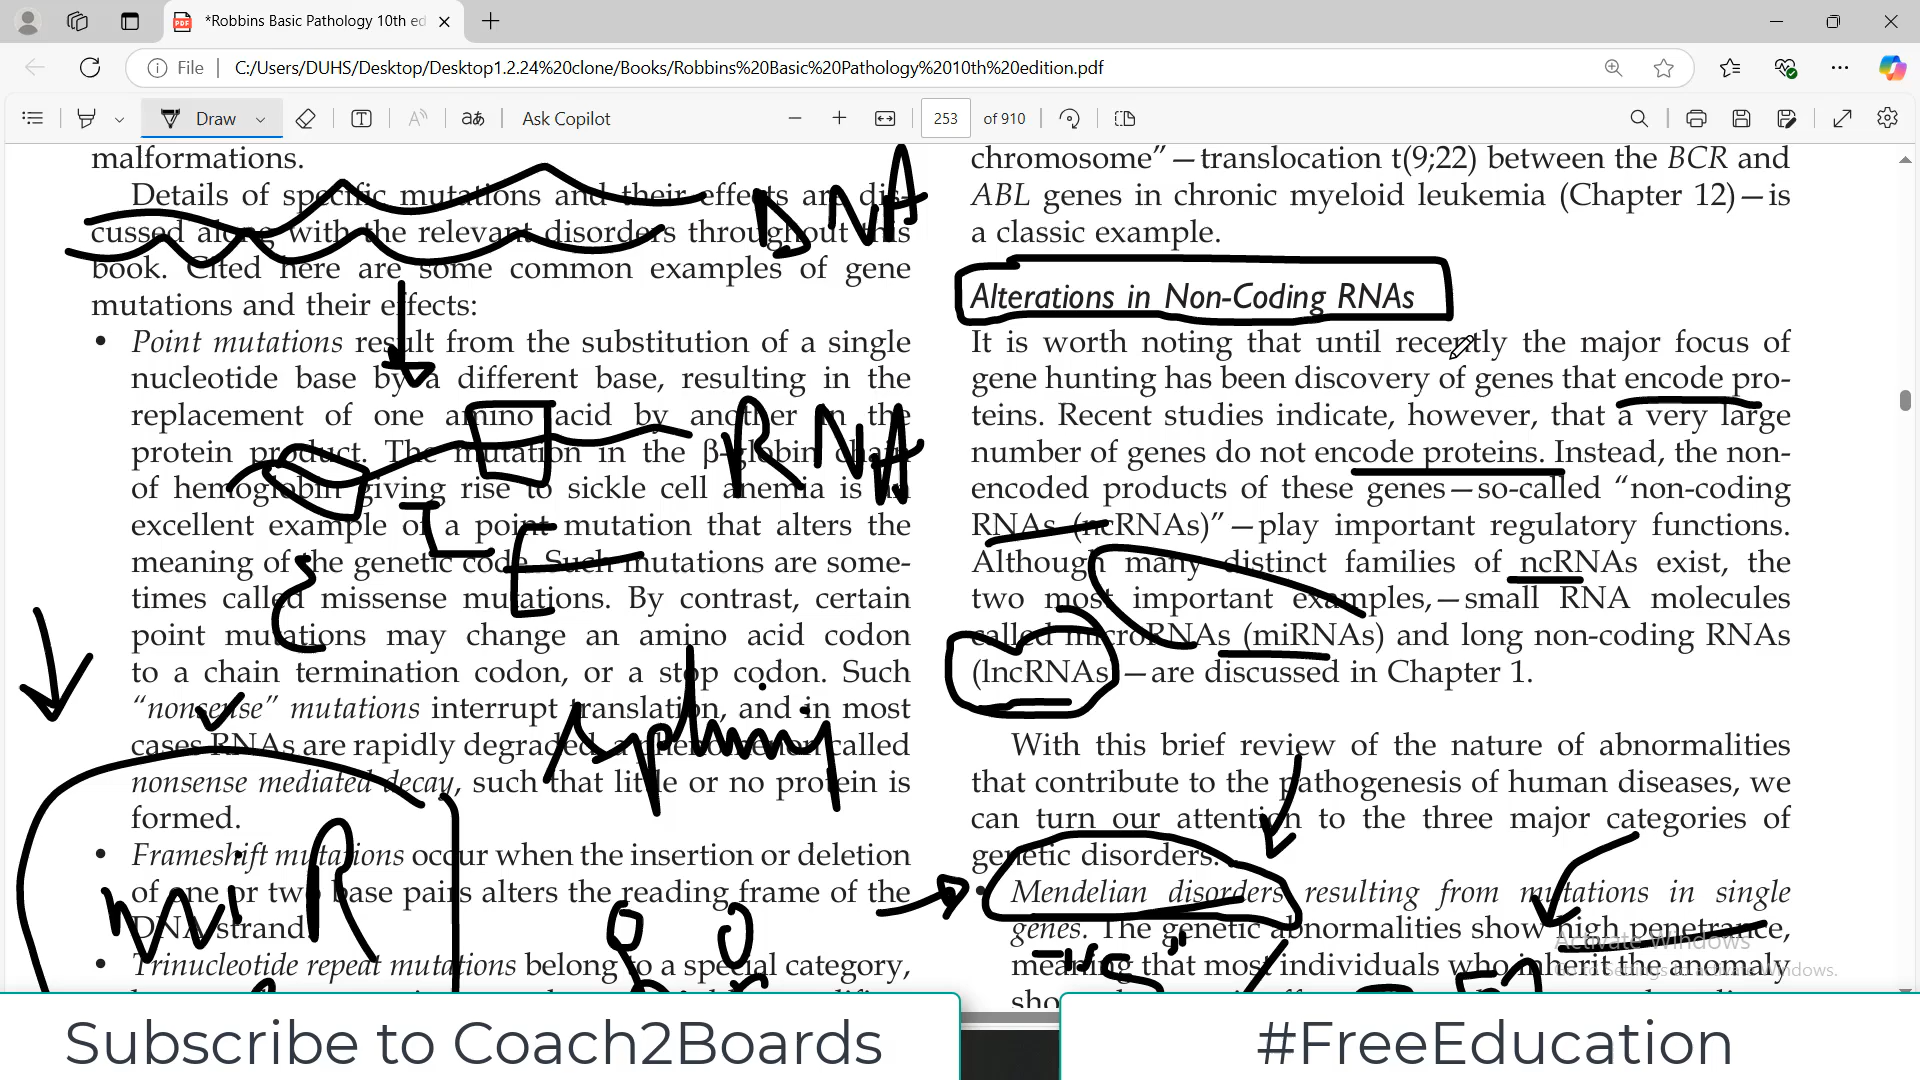 *Robbins Basic Pathology 10th ed
File
C:/Users/DUHS/Desktop/Desktop1.2.24%20clone/Books/Robbins%20Basic%20Pathology%2010th%20edition.pdf
Draw
Ask Copilot
253 of 910
malformations.
Details of specific mutations and their effects are dis-
cussed along with the relevant disorders throughout this
book. Cited here are some common examples of gene
mutations and their effects:
• Point mutations result from the substitution of a single
nucleotide base by a different base, resulting in the
replacement of one amino acid by another in the
protein product. The mutation in the β-globin chain
of hemoglobin giving rise to sickle cell anemia is an
excellent example of a point mutation that alters the
meaning of the genetic code. Such mutations are some-
times called missense mutations. By contrast, certain
point mutations may change an amino acid codon
to a chain termination codon, or a stop codon. Such
“nonsense” mutations interrupt translation, and in most
cases RNAs are rapidly degraded, a phenomenon called
nonsense mediated decay, such that little or no protein is
formed.
• Frameshift mutations occur when the insertion or deletion
of one or two base pairs alters the reading frame of the
DNA strand.
• Trinucleotide repeat mutations belong to a special category,
DNA
RNA
splining
miR
chromosome”—translocation t(9;22) between the BCR and
ABL genes in chronic myeloid leukemia (Chapter 12)—is
a classic example.
Alterations in Non-Coding RNAs
It is worth noting that until recently the major focus of
gene hunting has been discovery of genes that encode pro-
teins. Recent studies indicate, however, that a very large
number of genes do not encode proteins. Instead, the non-
encoded products of these genes—so-called “non-coding
RNAs (ncRNAs)”—play important regulatory functions.
Although many distinct families of ncRNAs exist, the
two most important examples,—small RNA molecules
called microRNAs (miRNAs) and long non-coding RNAs
(lncRNAs)—are discussed in Chapter 1.
With this brief review of the nature of abnormalities
that contribute to the pathogenesis of human diseases, we
can turn our attention to the three major categories of
genetic disorders.
• Mendelian disorders resulting from mutations in single
genes. The genetic abnormalities show high penetrance,
meaning that most individuals who inherit the anomaly
Activate Windows
Go to Settings to activate Windows.
Subscribe to Coach2Boards
#FreeEducation